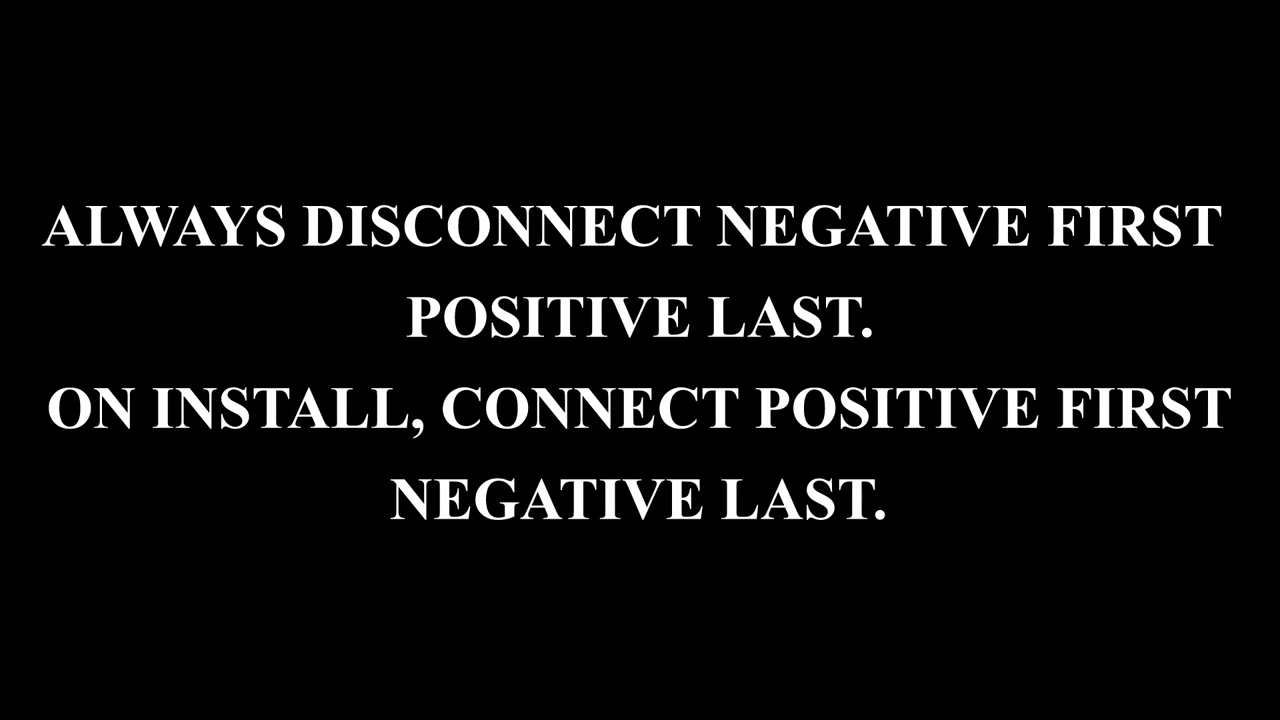 ALWAYS DISCONNECT NEGATIVE FIRST
POSITIVE LAST.
ON INSTALL, CONNECT POSITIVE FIRST
NEGATIVE LAST.